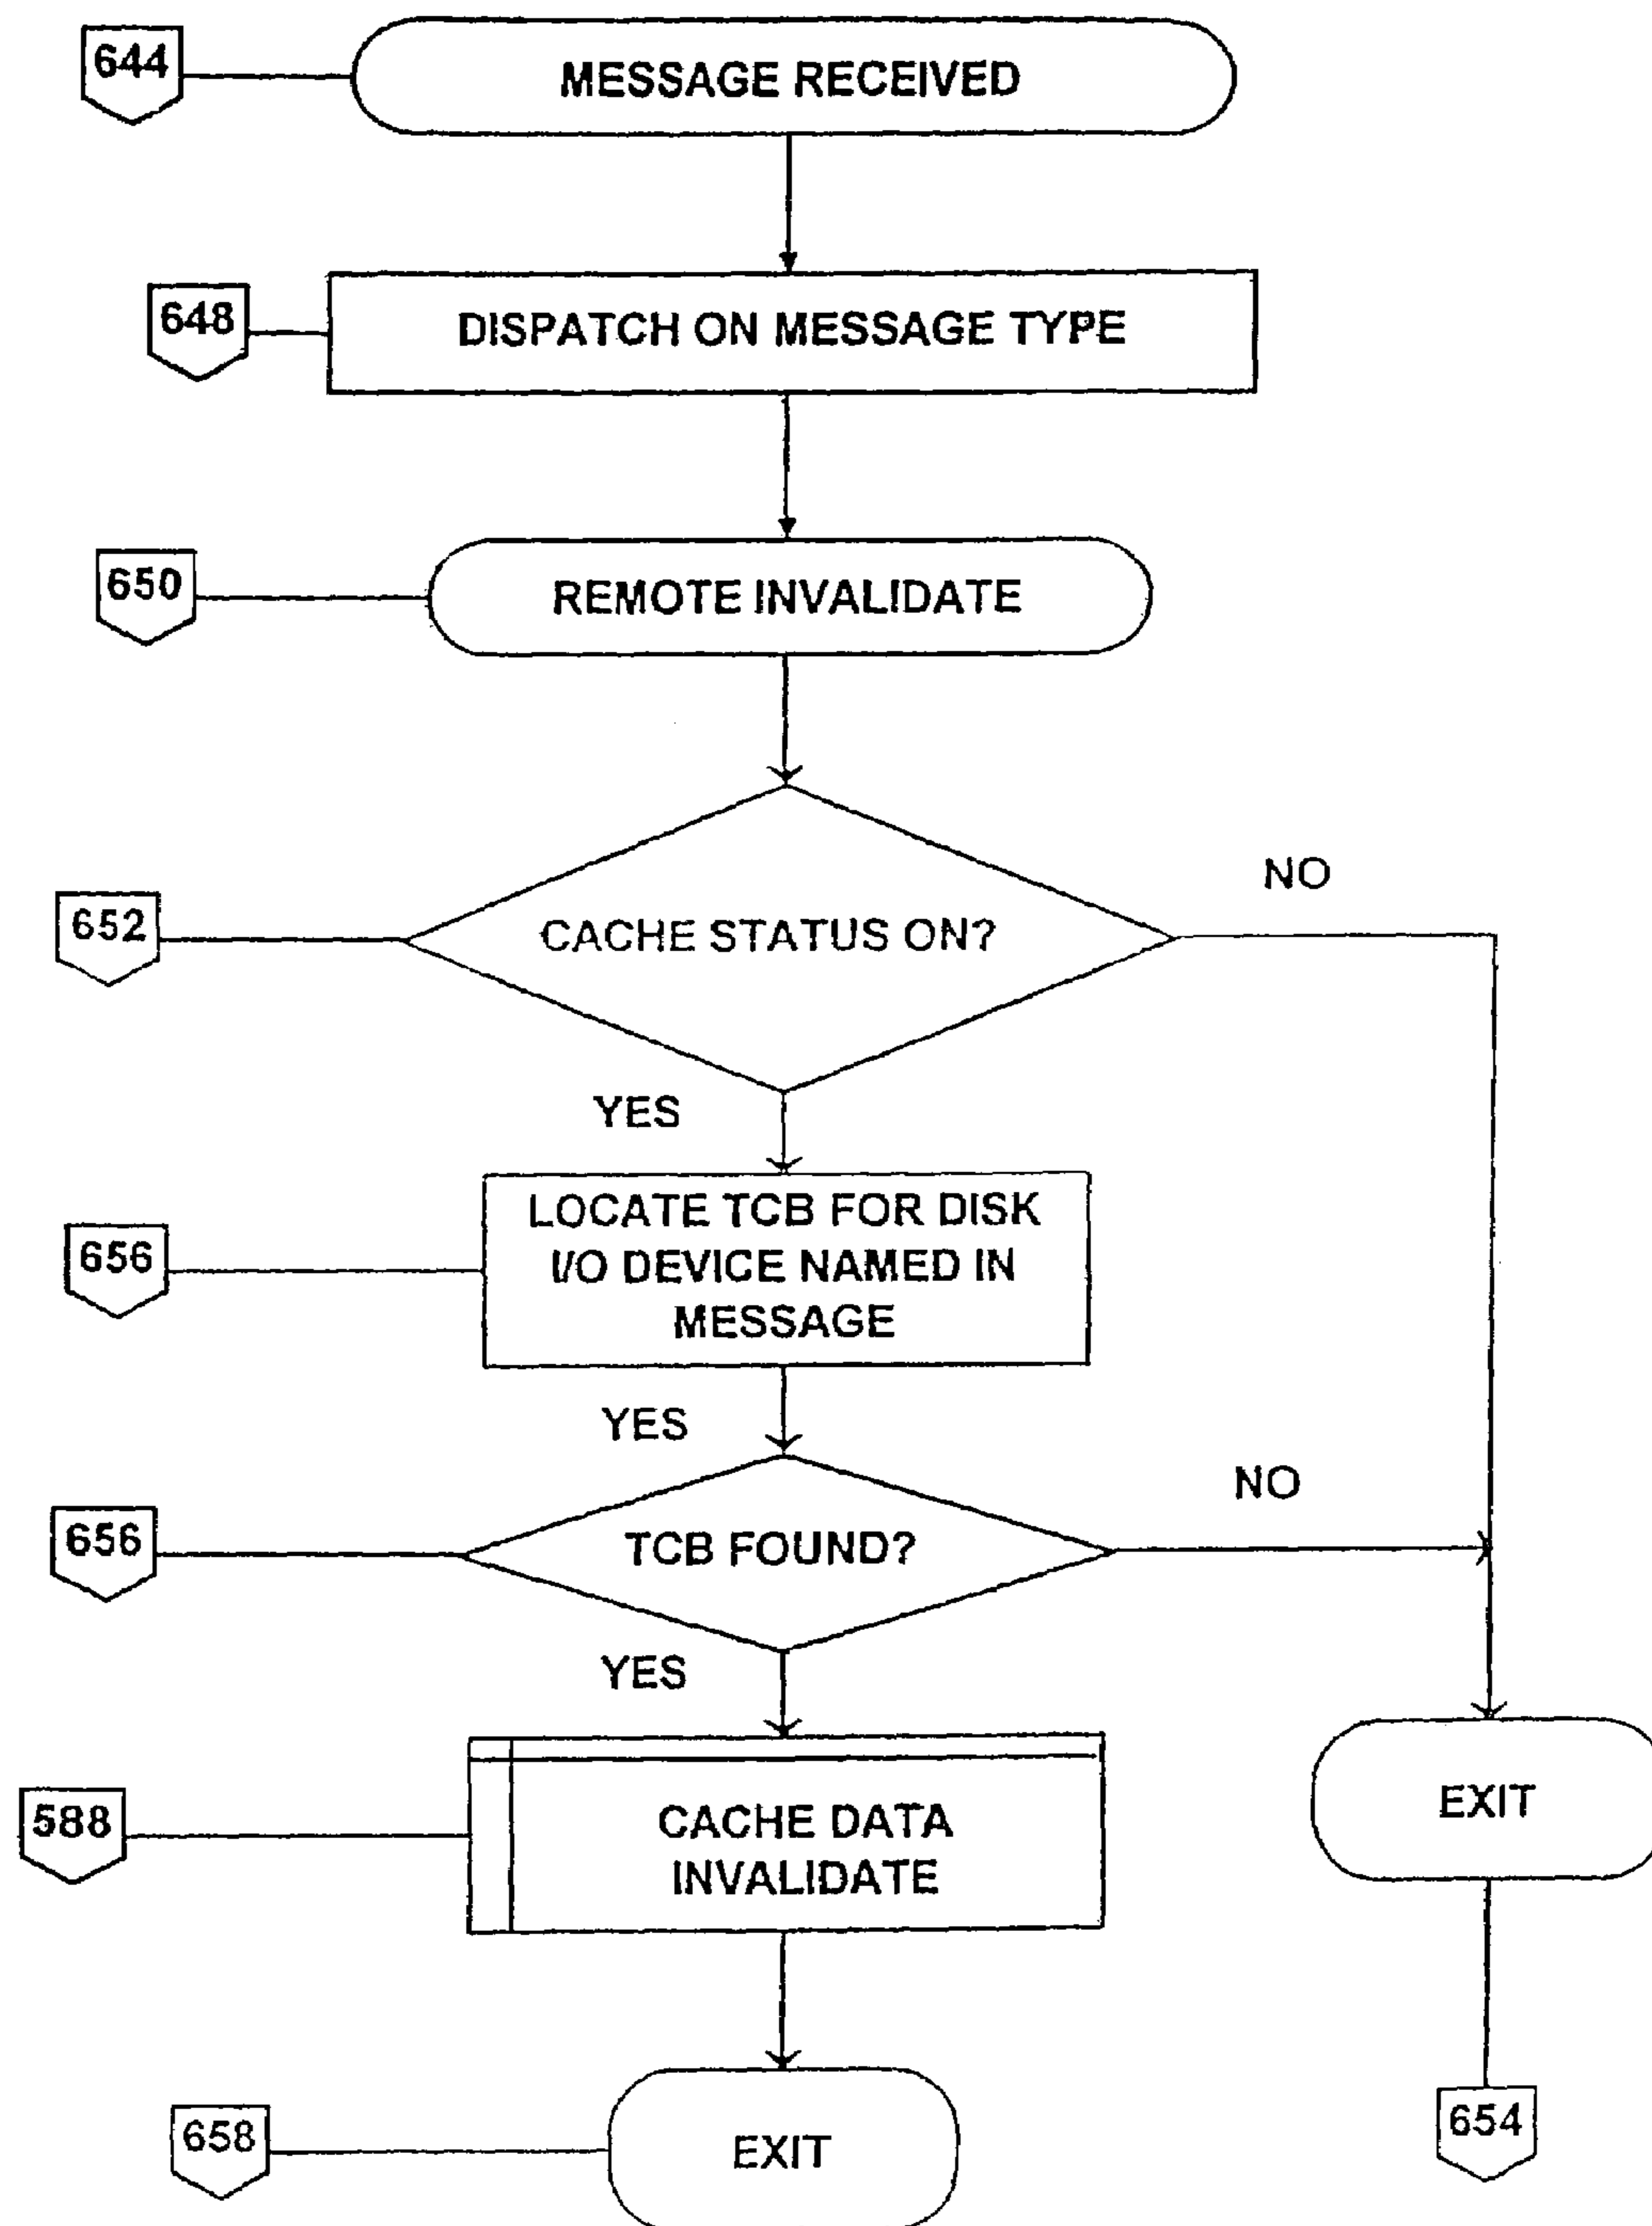 644
MESSAGE RECEIVED
648
DISPATCH ON MESSAGE TYPE
650
REMOTE INVALIDATE
NO
652
CACHE STATUS ON?
YES
656
LOCATE TCB FOR DISK
I/O DEVICE NAMED IN
MESSAGE
YES
NO
656
TCB FOUND?
YES
588
CACHE DATA
INVALIDATE
EXIT
658
EXIT
654